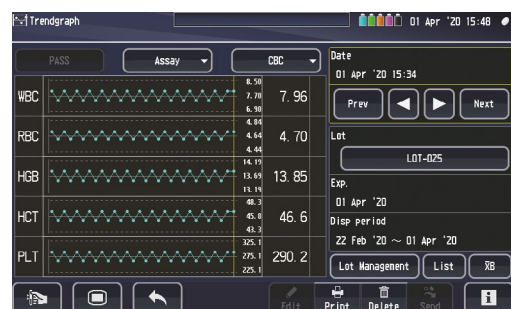 Trendgraph
01 Apr '20 15:48
PASS Assay CBC
WBC 8.50 7.70 6.90 7.96
RBC 4.84 4.64 4.44 4.70
HGB 14.19 13.69 13.19 13.85
HCT 48.3 45.8 43.3 46.6
PLT 325.1 275.1 225.1 290.2
Date
01 Apr '20 15:34
Prev Next
Lot
LOT-025
Exp.
01 Apr '20
Disp period
22 Feb '20 ~ 01 Apr '20
Lot Management List X̄B
Edit Print Delete Send